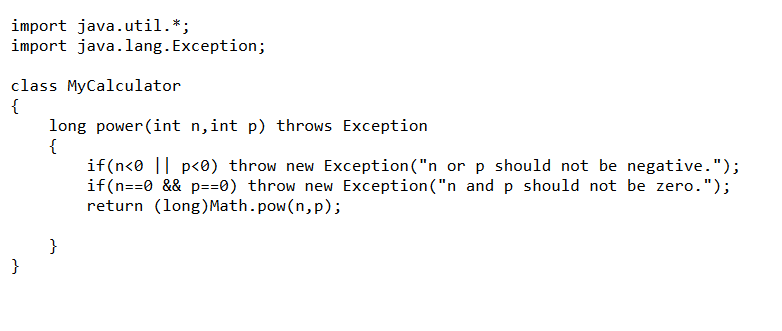 import java.util.*;
import java.lang.Exception;
class MyCalculator
{
    long power(int n,int p) throws Exception
    {
        if(n<0 || p<0) throw new Exception("n or p should not be negative.");
        if(n==0 && p==0) throw new Exception("n and p should not be zero.");
        return (long)Math.pow(n,p);
    }
}